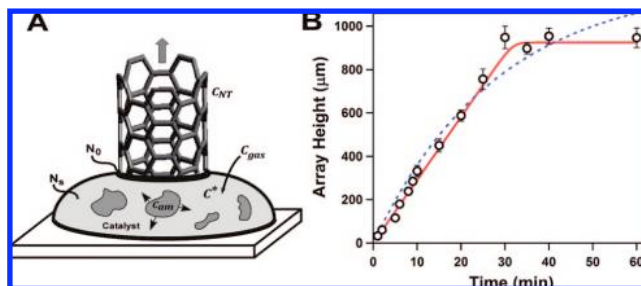 A
C_NT
N_0
C_gas
N_s
C*
C_am
Catalyst
B
Array Height (μm)
1000
800
600
400
200
0
0
10
20
30
40
50
60
Time (min)